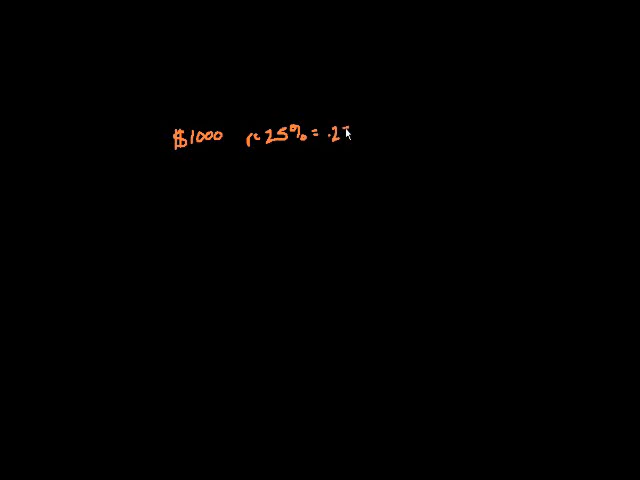 $1000 r= 25% = .2